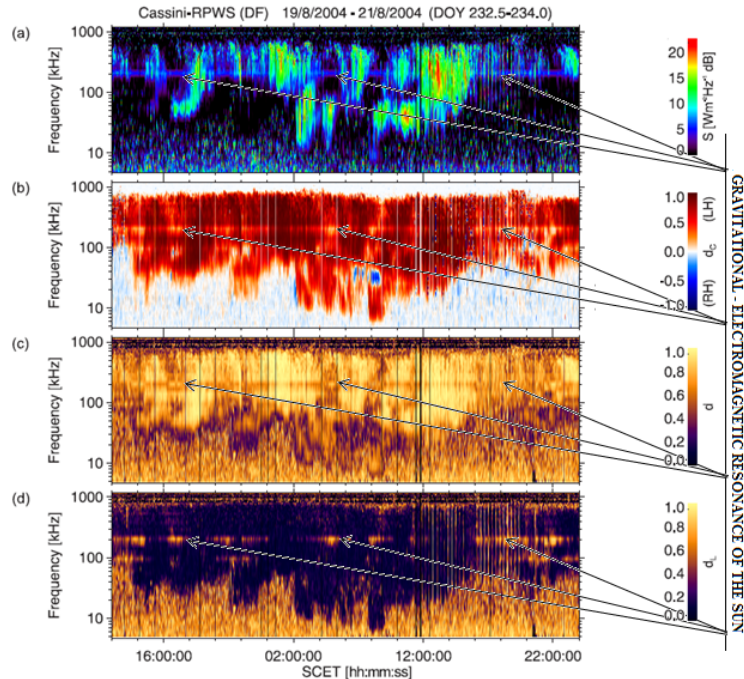 Cassini-RPWS (DF) 19/8/2004 - 21/8/2004 (DOY 232.5-234.0)
(a)
Frequency [kHz]
1000
100
10
20
15
10
5
0
S [Wm⁻²Hz⁻¹ dB]
(b)
Frequency [kHz]
1000
100
10
1.0
0.5
0.0
-0.5
-1.0
(RH) dC (LH)
(c)
Frequency [kHz]
1000
100
10
1.0
0.8
0.6
0.4
0.2
0.0
d
(d)
Frequency [kHz]
1000
100
10
1.0
0.8
0.6
0.4
0.2
0.0
dL
16:00:00 02:00:00 12:00:00 22:00:00
SCET [hh:mm:ss]
GRAVITATIONAL - ELECTROMAGNETIC RESONANCE OF THE SUN